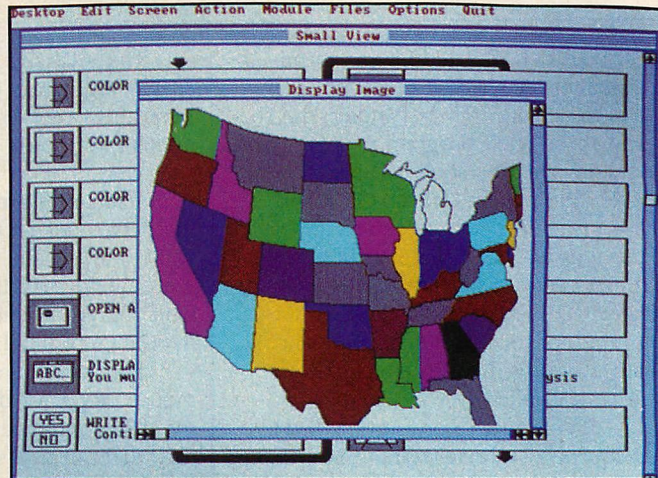 Desktop Edit Screen Action Module Files Options Quit
Small View
COLOR
Display Image
COLOR
COLOR
COLOR
OPEN A
DISPLA
You mu
ysis
ABC_
YES
NO
WRITE
Conti